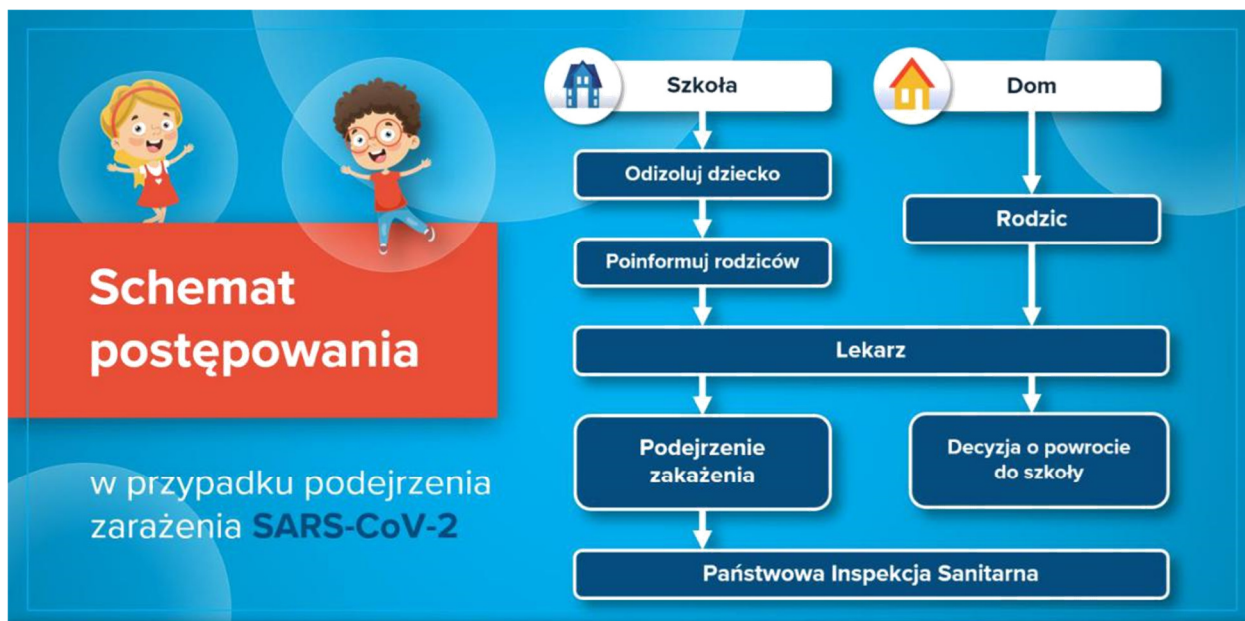 Schemat
postępowania
w przypadku podejrzenia
zarażenia SARS-CoV-2
Szkoła
Odizoluj dziecko
Poinformuj rodziców
Dom
Rodzic
Lekarz
Podejrzenie
zakażenia
Decyzja o powrocie
do szkoły
Państwowa Inspekcja Sanitarna